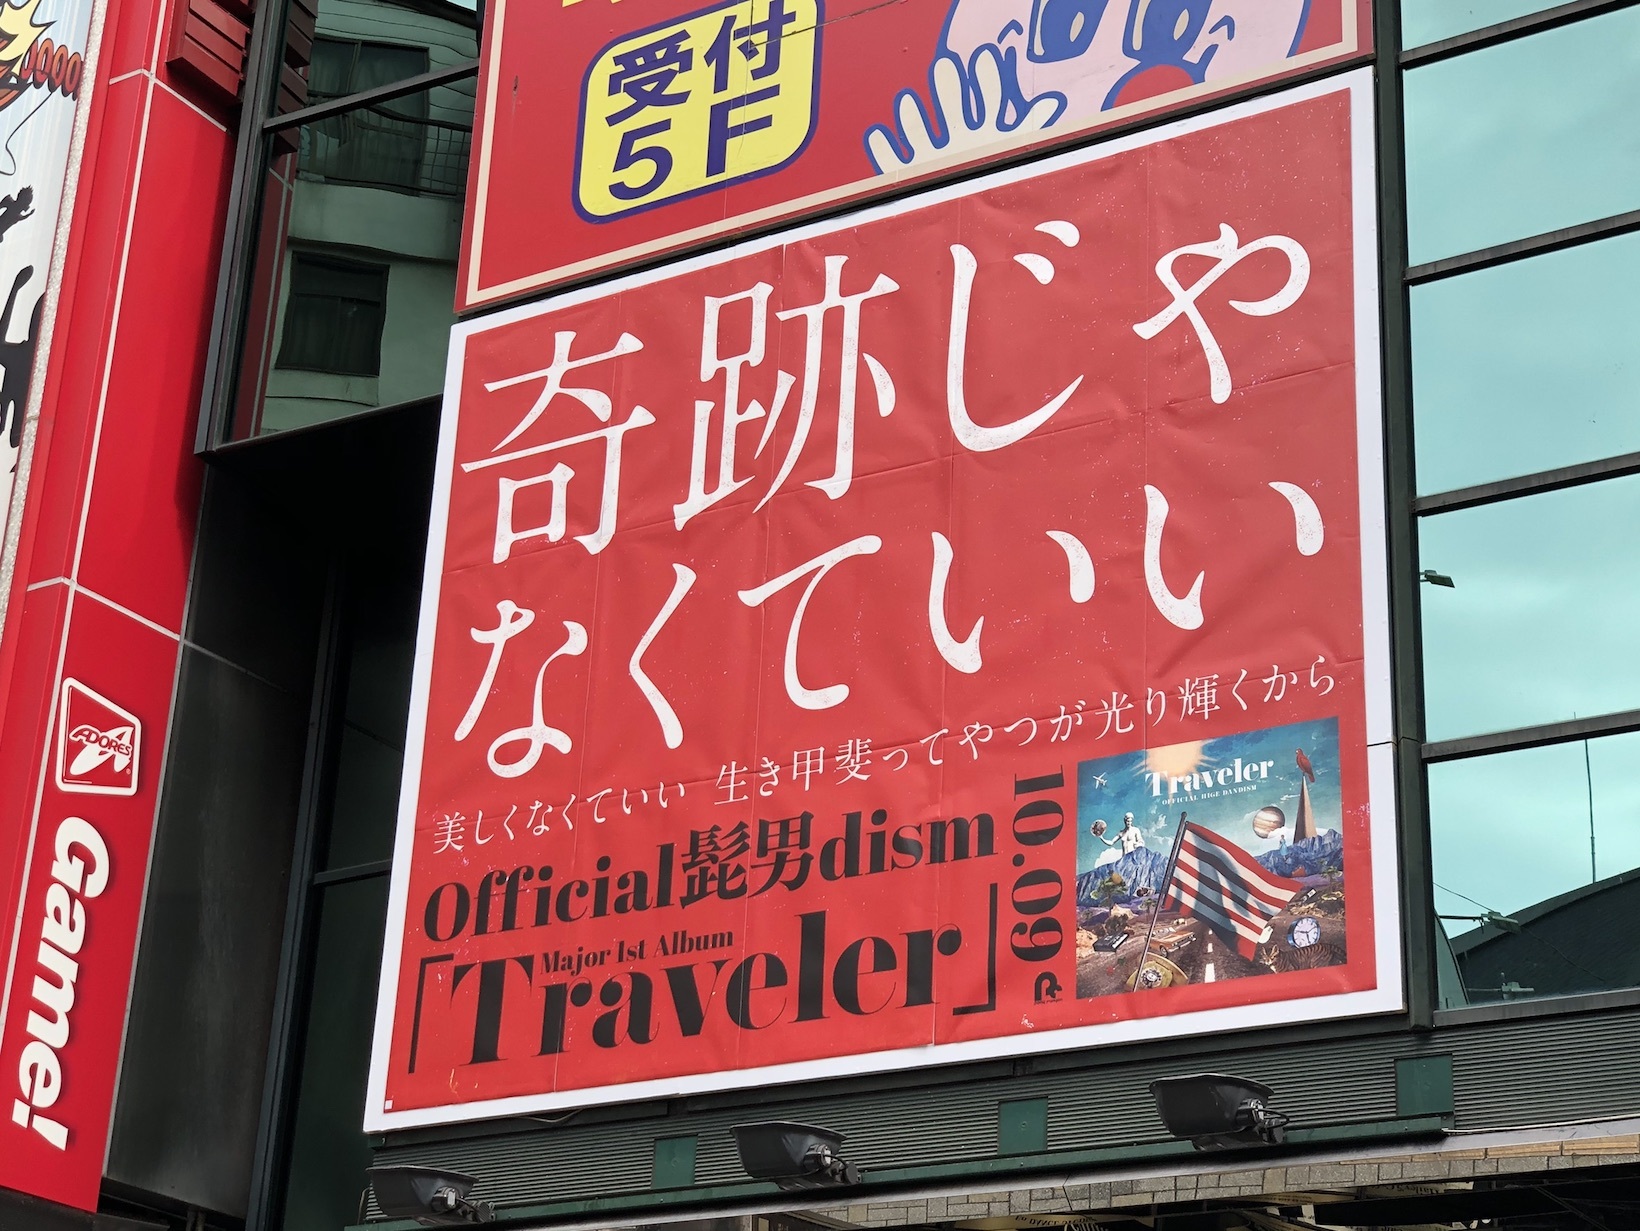 受付
5F
奇跡じゃ
なくていい
美しくなくていい 生き甲斐ってやつが光り輝くから
Official髭男dism
Major 1st Album
「Traveler」
10.09
Traveler
OFFICIAL HIGE DANDISM
ADORES
Game!